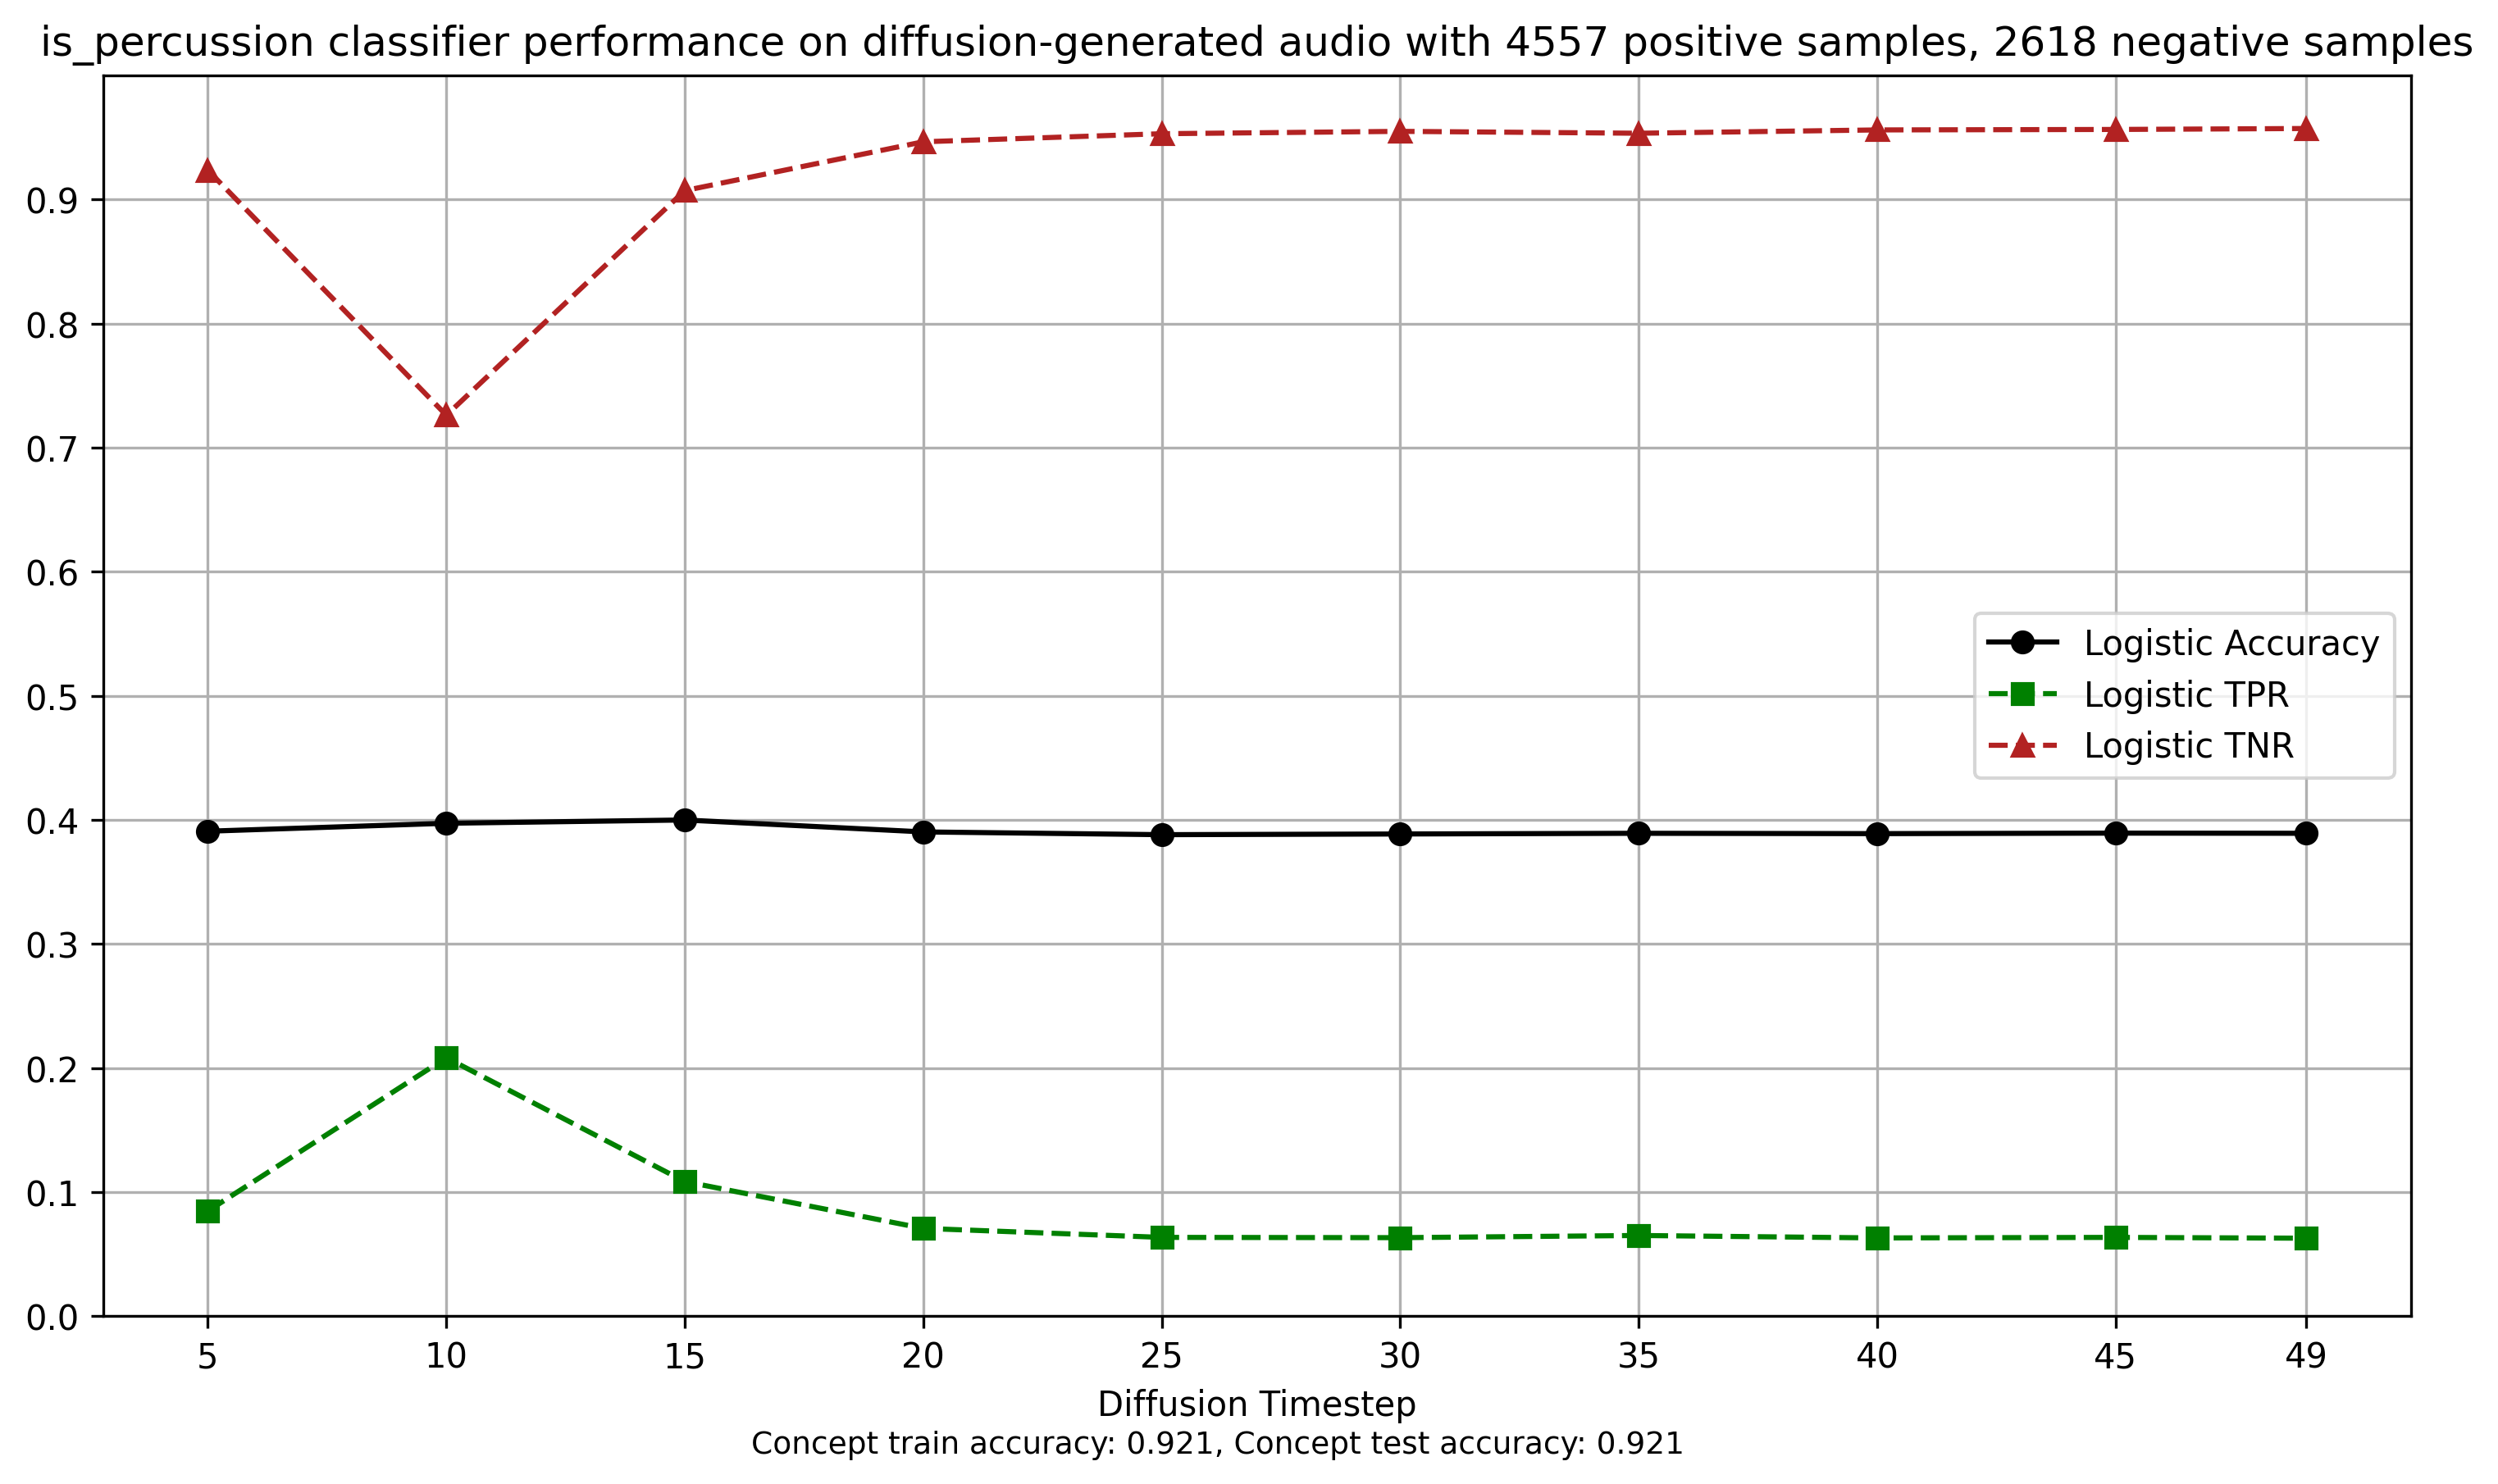 is_percussion classifier performance on diffusion-generated audio with 4557 positive samples, 2618 negative samples
0.9
0.8
0.7
0.6
0.5
0.4
0.3
0.2
0.1
0.0
Logistic Accuracy
Logistic TPR
Logistic TNR
5 10 15 20 25 30 35 40 45 49
Diffusion Timestep
Concept train accuracy: 0.921, Concept test accuracy: 0.921